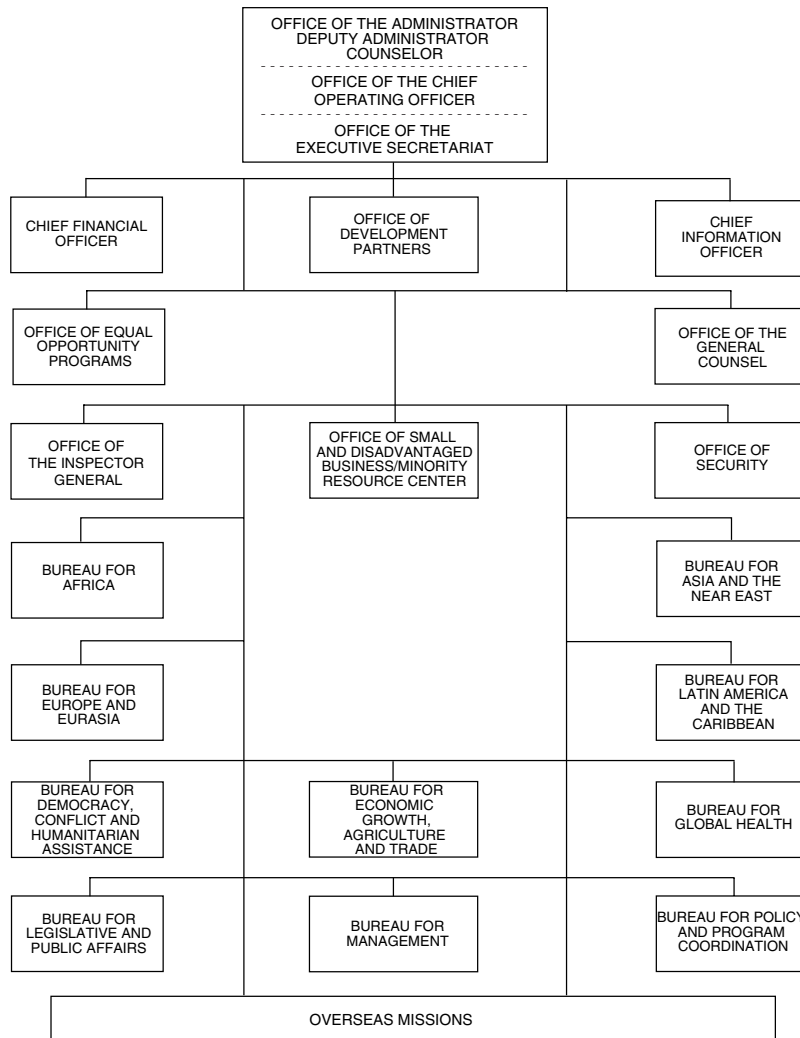 OFFICE OF THE ADMINISTRATOR
DEPUTY ADMINISTRATOR
COUNSELOR
OFFICE OF THE CHIEF
OPERATING OFFICER
OFFICE OF THE
EXECUTIVE SECRETARIAT
CHIEF FINANCIAL
OFFICER
OFFICE OF
DEVELOPMENT
PARTNERS
CHIEF
INFORMATION
OFFICER
OFFICE OF EQUAL
OPPORTUNITY
PROGRAMS
OFFICE OF THE
GENERAL
COUNSEL
OFFICE OF
THE INSPECTOR
GENERAL
OFFICE OF SMALL
AND DISADVANTAGED
BUSINESS/MINORITY
RESOURCE CENTER
OFFICE OF
SECURITY
BUREAU FOR
AFRICA
BUREAU FOR
ASIA AND THE
NEAR EAST
BUREAU FOR
EUROPE AND
EURASIA
BUREAU FOR
LATIN AMERICA
AND THE
CARIBBEAN
BUREAU FOR
DEMOCRACY,
CONFLICT AND
HUMANITARIAN
ASSISTANCE
BUREAU FOR
ECONOMIC
GROWTH,
AGRICULTURE
AND TRADE
BUREAU FOR
GLOBAL HEALTH
BUREAU FOR
LEGISLATIVE AND
PUBLIC AFFAIRS
BUREAU FOR
MANAGEMENT
BUREAU FOR POLICY
AND PROGRAM
COORDINATION
OVERSEAS MISSIONS